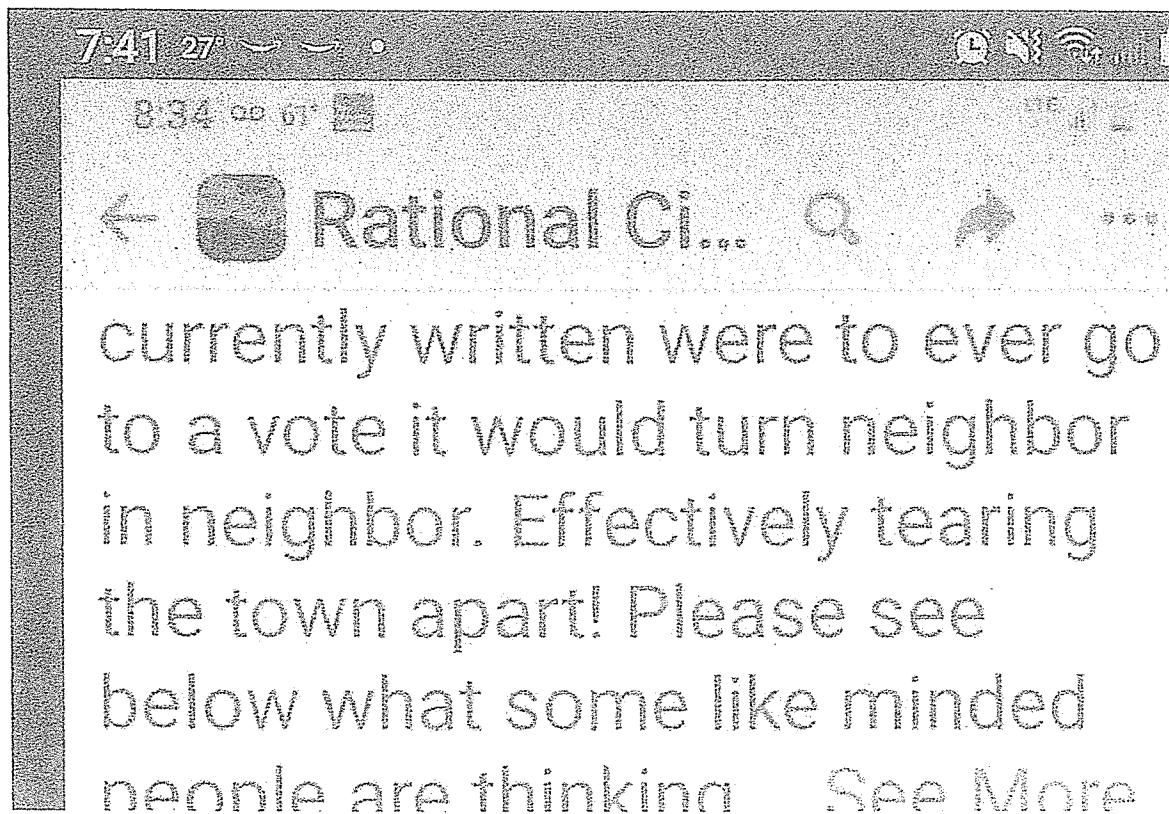 7:41 27°
8:34 61°
Rational Ci...
currently written were to ever go
to a vote it would turn neighbor
in neighbor. Effectively tearing
the town apart! Please see
below what some like minded
people are thinking... See More